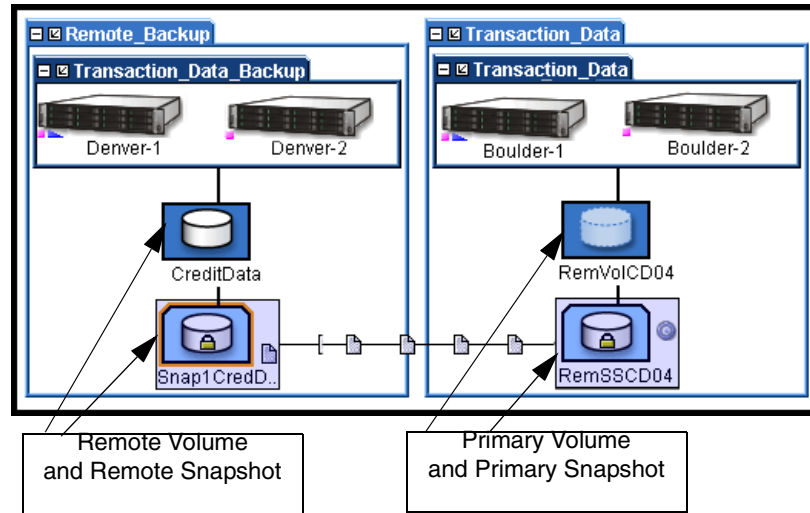 Remote_Backup
Transaction_Data_Backup
Denver-1
Denver-2
CreditData
Snap1CredD..
Transaction_Data
Transaction_Data
Boulder-1
Boulder-2
RemVolCD04
RemSSCD04
Remote Volume
and Remote Snapshot
Primary Volume
and Primary Snapshot